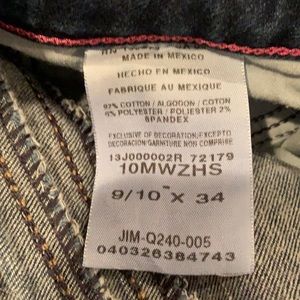 MADE IN MEXICO
HECHO EN MEXICO
FABRIQUE AU MEXIQUE
97% COTTON / ALGODON / COTON
POLYESTER / POLIESTER 2%
SPANDEX
EXCLUSIVE OF DECORATION/EXCEPTO
DECORACION/GARNITURE NON COMPRISE
13J000002R 72179
10MWZHS
9/10 X 34
JIM-Q240-005
040326384743